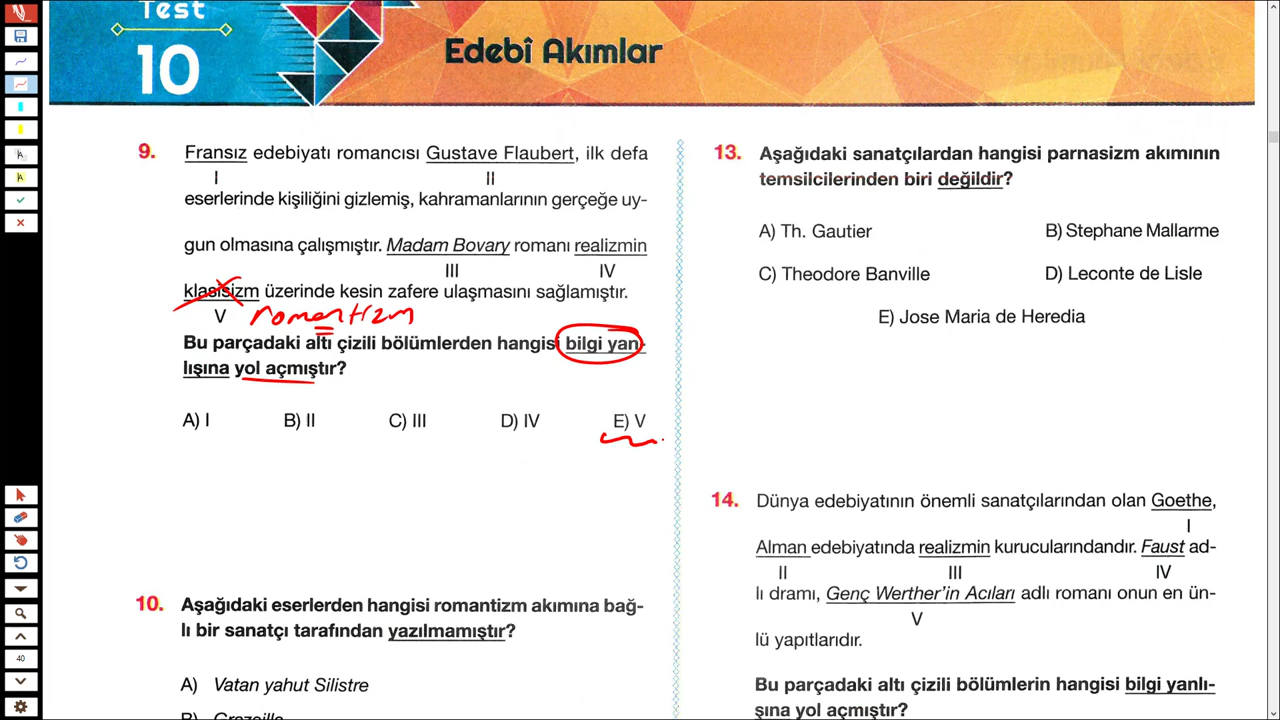 Test
10
Edebî Akımlar
9. Fransız edebiyatı romancısı Gustave Flaubert, ilk defa
I II
eserlerinde kişiliğini gizlemiş, kahramanlarının gerçeğe uy-
gun olmasına çalışmıştır. Madam Bovary romanı realizmin
III IV
klasisizm üzerinde kesin zafere ulaşmasını sağlamıştır.
V romantizm
Bu parçadaki altı çizili bölümlerden hangisi bilgi yan-
lışına yol açmıştır?
A) I B) II C) III D) IV E) V
10. Aşağıdaki eserlerden hangisi romantizm akımına bağ-
lı bir sanatçı tarafından yazılmamıştır?
A) Vatan yahut Silistre
B) Graziella
13. Aşağıdaki sanatçılardan hangisi parnasizm akımının
temsilcilerinden biri değildir?
A) Th. Gautier B) Stephane Mallarme
C) Theodore Banville D) Leconte de Lisle
E) Jose Maria de Heredia
14. Dünya edebiyatının önemli sanatçılarından olan Goethe,
I
Alman edebiyatında realizmin kurucularındandır. Faust ad-
II III IV
lı dramı, Genç Werther'in Acıları adlı romanı onun en ün-
V
lü yapıtlarıdır.
Bu parçadaki altı çizili bölümlerin hangisi bilgi yanlı-
şına yol açmıştır?
40